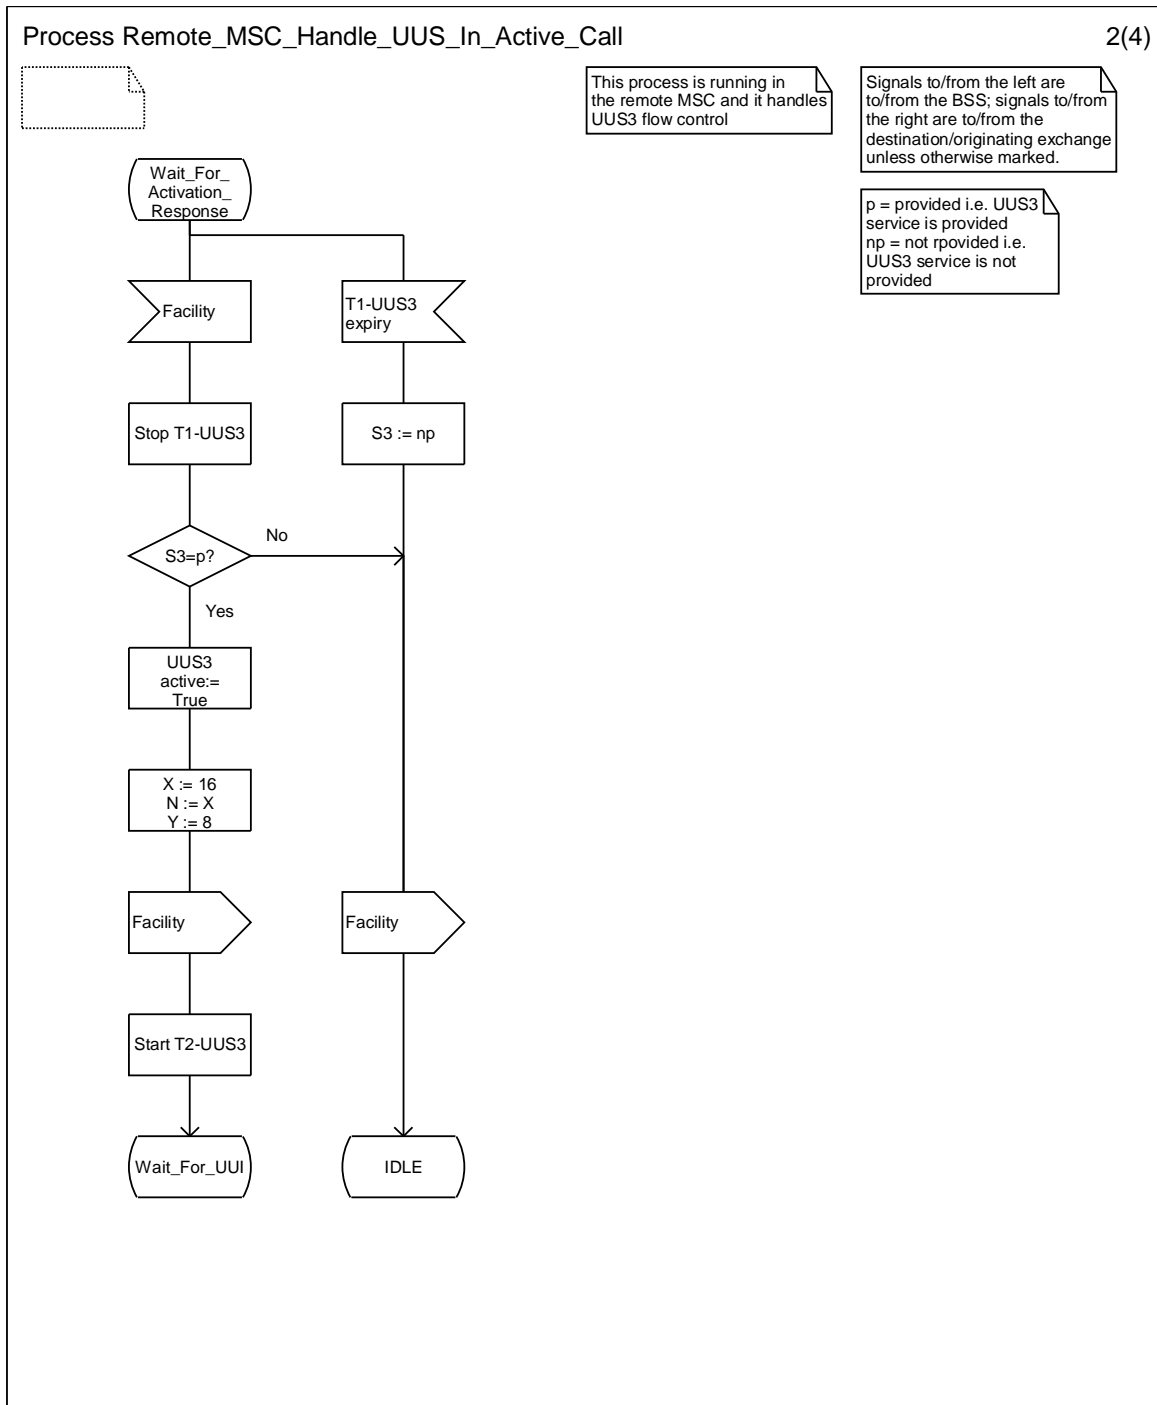 Process Remote_MSC_Handle_UUS_In_Active_Call
2(4)
This process is running in
the remote MSC and it handles
UUS3 flow control
Signals to/from the left are
to/from the BSS; signals to/from
the right are to/from the
destination/originating exchange
unless otherwise marked.
p = provided i.e. UUS3
service is provided
np = not rpovided i.e.
UUS3 service is not
provided
Wait_For_
Activation_
Response
Facility
T1-UUS3
expiry
Stop T1-UUS3
S3 := np
S3=p?
No
Yes
UUS3
active:=
True
X := 16
N := X
Y := 8
Facility
Facility
Start T2-UUS3
Wait_For_UUI
IDLE